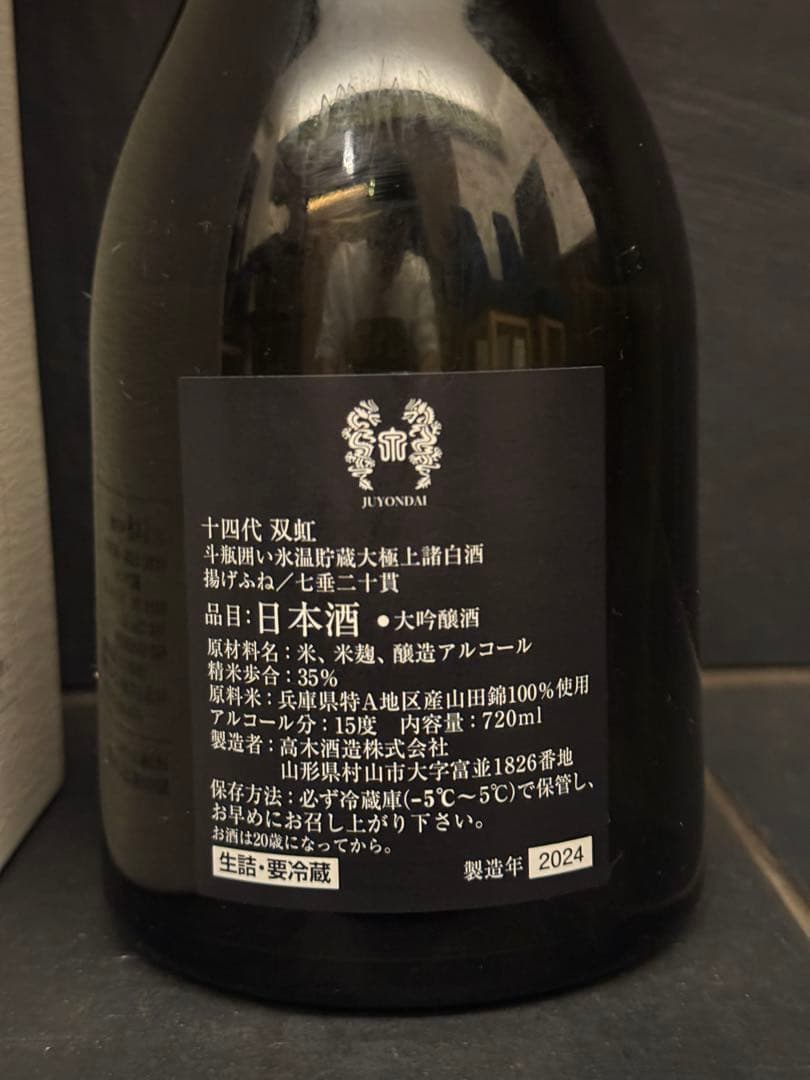 JUYONDAI
十四代 双虹
斗瓶囲い氷温貯蔵大極上諸白酒
揚げふね／七垂二十貫
品目：日本酒 ●大吟醸酒
原材料名：米、米麹、醸造アルコール
精米歩合：35%
原料米：兵庫県特A地区産山田錦100%使用
アルコール分：15度 内容量：720ml
製造者：高木酒造株式会社
山形県村山市大字富並1826番地
保存方法：必ず冷蔵庫(-5℃〜5℃)で保管し、
お早めにお召し上がり下さい。
お酒は20歳になってから。
生詰・要冷蔵 製造年 2024